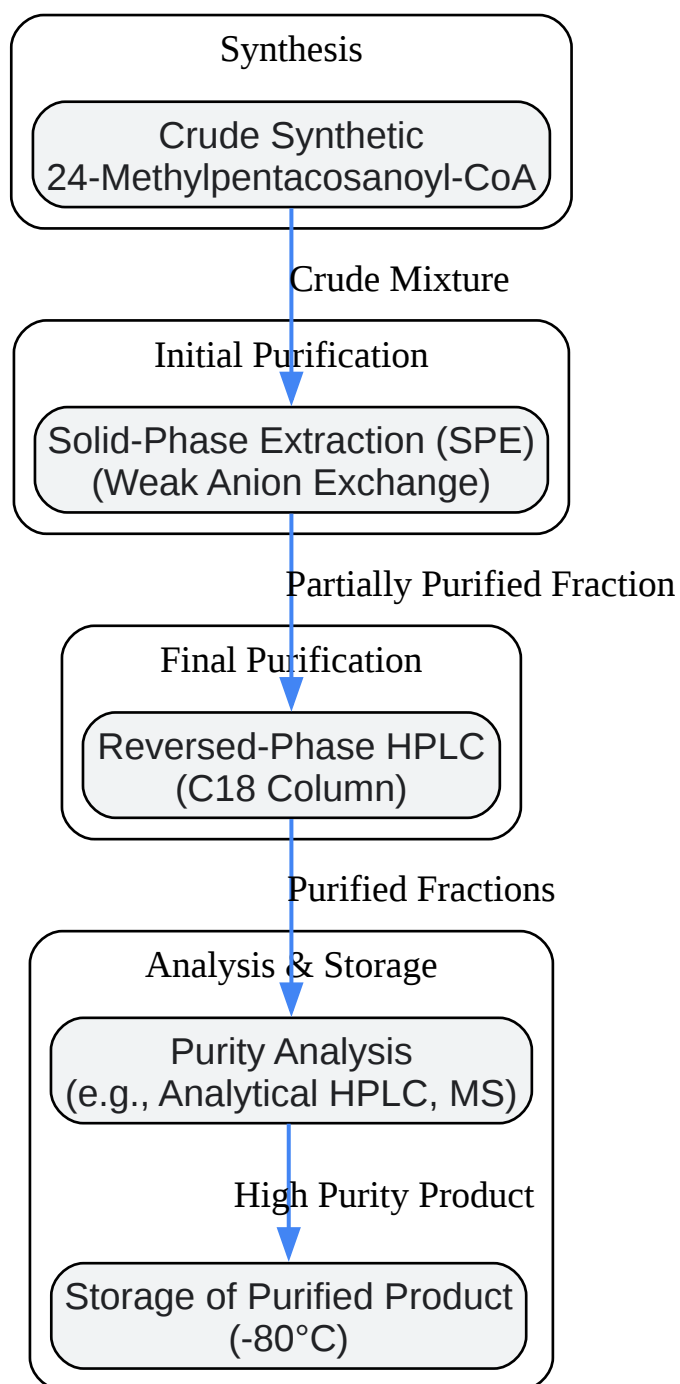 Synthesis
Crude Synthetic
24-Methylpentacosanoyl-CoA
Crude Mixture
Initial Purification
Solid-Phase Extraction (SPE)
(Weak Anion Exchange)
Partially Purified Fraction
Final Purification
Reversed-Phase HPLC
(C18 Column)
Purified Fractions
Analysis & Storage
Purity Analysis
(e.g., Analytical HPLC, MS)
High Purity Product
Storage of Purified Product
(-80°C)